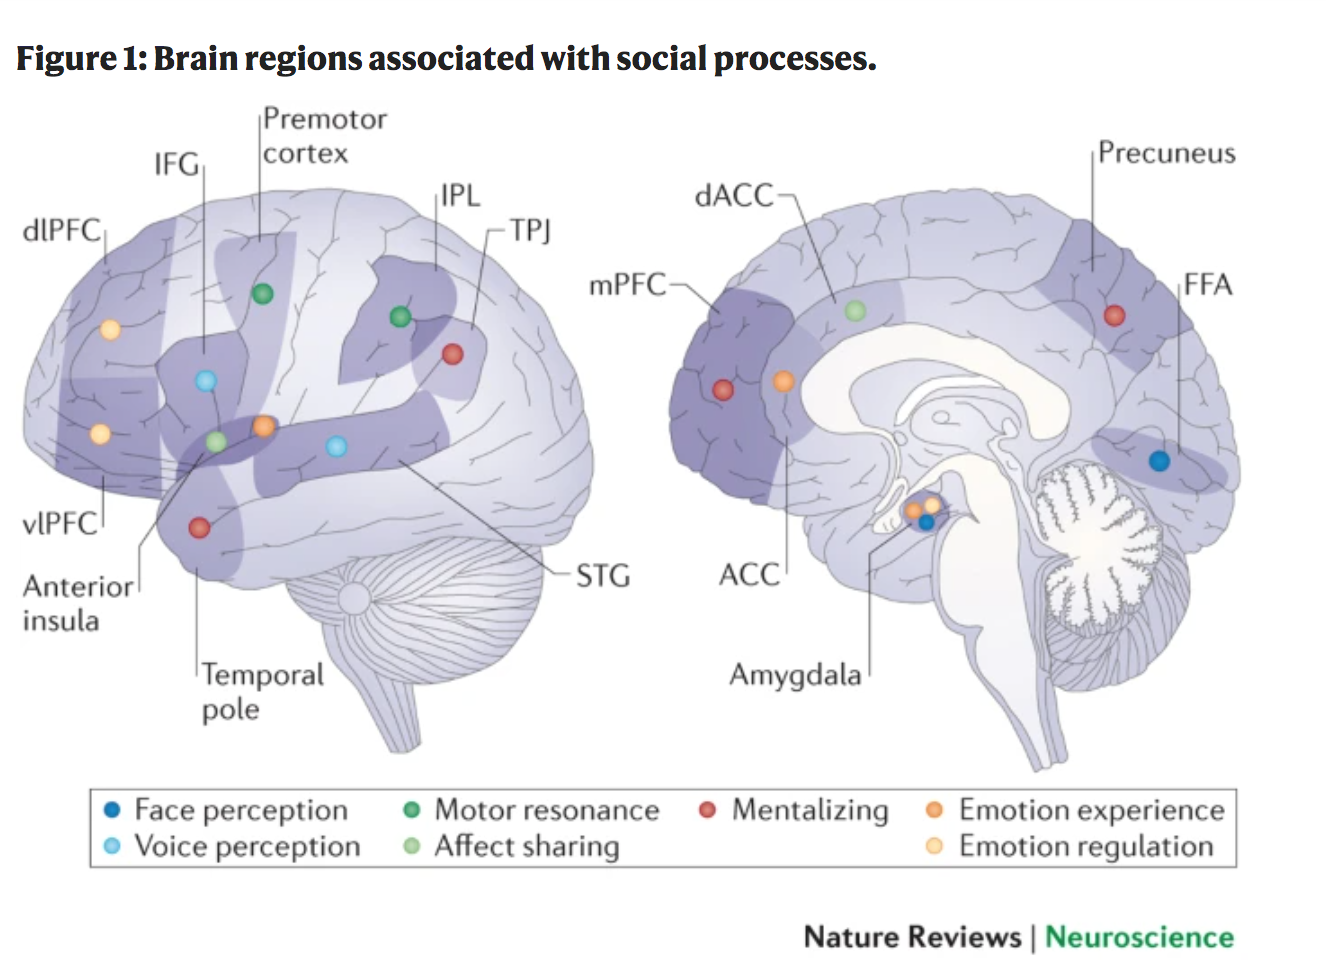 Figure 1: Brain regions associated with social processes.
Premotor
cortex
IFG
IPL
dlPFC
TPJ
vlPFC
Anterior
insula
STG
Temporal
pole
Precuneus
dACC
mPFC
FFA
ACC
Amygdala
Face perception
Motor resonance
Mentalizing
Emotion experience
Voice perception
Affect sharing
Emotion regulation
Nature Reviews | Neuroscience